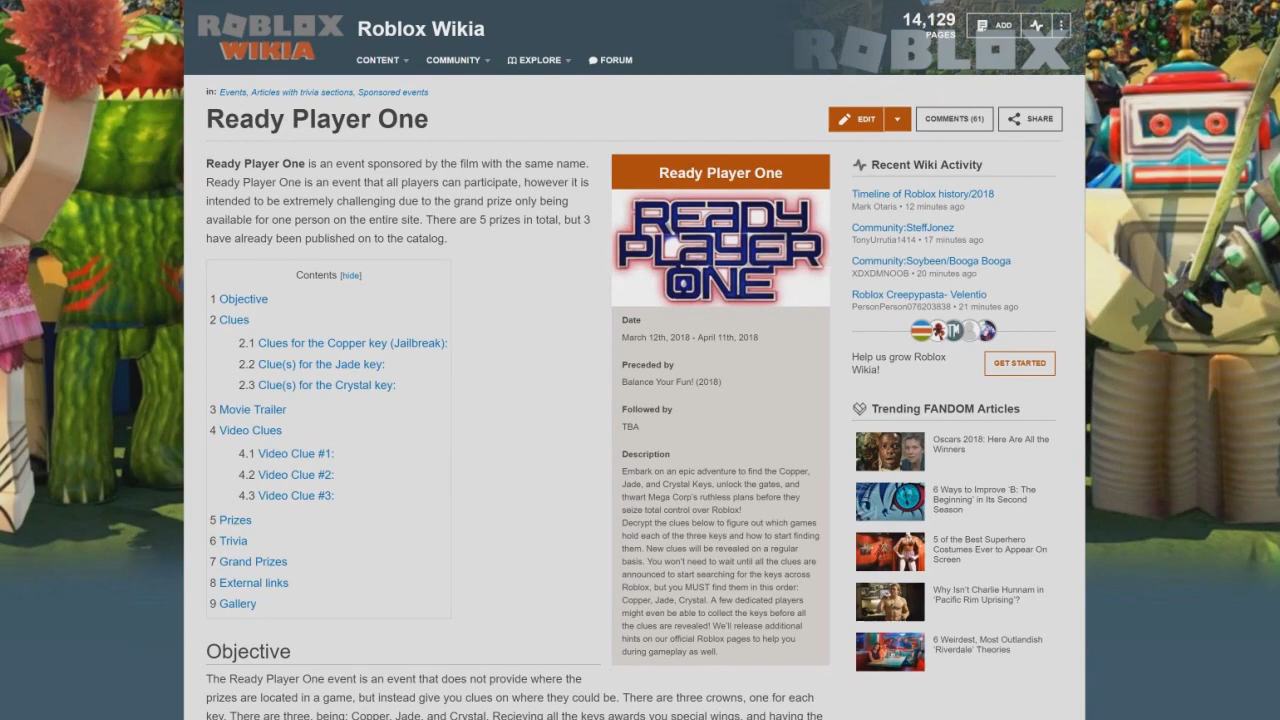 ROBLOX
WIKIA
Roblox Wikia
14,129
PAGES
ADD
ROBLOX
CONTENT
COMMUNITY
EXPLORE
FORUM
in: Events, Articles with trivia sections, Sponsored events
Ready Player One
EDIT
COMMENTS (61)
SHARE
Ready Player One is an event sponsored by the film with the same name.
Ready Player One is an event that all players can participate, however it is
intended to be extremely challenging due to the grand prize only being
available for one person on the entire site. There are 5 prizes in total, but 3
have already been published on to the catalog.
Contents [hide]
1 Objective
2 Clues
2.1 Clues for the Copper key (Jailbreak):
2.2 Clue(s) for the Jade key:
2.3 Clue(s) for the Crystal key:
3 Movie Trailer
4 Video Clues
4.1 Video Clue #1:
4.2 Video Clue #2:
4.3 Video Clue #3:
5 Prizes
6 Trivia
7 Grand Prizes
8 External links
9 Gallery
Objective
The Ready Player One event is an event that does not provide where the
prizes are located in a game, but instead give you clues on where they could be. There are three crowns, one for each
key. There are three, being: Copper, Jade, and Crystal. Recieving all the keys awards you special wings, and having the
Ready Player One
READY
PLAYER
ONE
Date
March 12th, 2018 - April 11th, 2018
Preceded by
Balance Your Fun! (2018)
Followed by
TBA
Description
Embark on an epic adventure to find the Copper,
Jade, and Crystal Keys, unlock the gates, and
thwart Mega Corp's ruthless plans before they
seize total control over Roblox!
Decrypt the clues below to figure out which games
hold each of the three keys and how to start finding
them. New clues will be revealed on a regular
basis. You won't need to wait until all the clues are
announced to start searching for the keys across
Roblox, but you MUST find them in this order:
Copper, Jade, Crystal. A few dedicated players
might even be able to collect the keys before all
the clues are revealed! We'll release additional
hints on our official Roblox pages to help you
during gameplay as well.
Recent Wiki Activity
Timeline of Roblox history/2018
Mark Otaris • 12 minutes ago
Community:SteffJonez
TonyUrrutia1414 • 17 minutes ago
Community:Soybeen/Booga Booga
XDXDMNOOB • 20 minutes ago
Roblox Creepypasta- Velentio
PersonPerson076203838 • 21 minutes ago
Help us grow Roblox
Wikia!
GET STARTED
Trending FANDOM Articles
Oscars 2018: Here Are All the
Winners
6 Ways to Improve 'B: The
Beginning' in Its Second
Season
5 of the Best Superhero
Costumes Ever to Appear On
Screen
Why Isn't Charlie Hunnam in
'Pacific Rim Uprising'?
6 Weirdest, Most Outlandish
'Riverdale' Theories